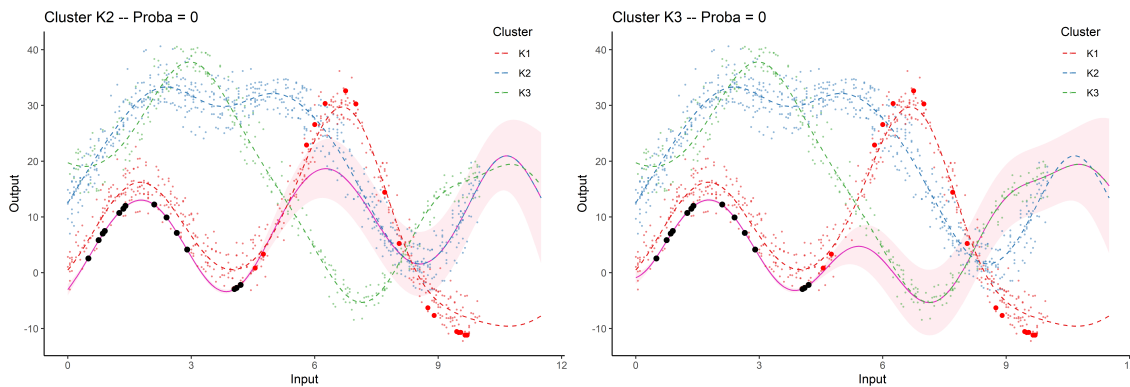 Cluster K2 -- Proba = 0
Cluster
K1
K2
K3
40
30
20
10
0
-10
Output
0
3
6
9
12
Input
Cluster K3 -- Proba = 0
Cluster
K1
K2
K3
40
30
20
10
0
-10
Output
0
3
6
9
Input